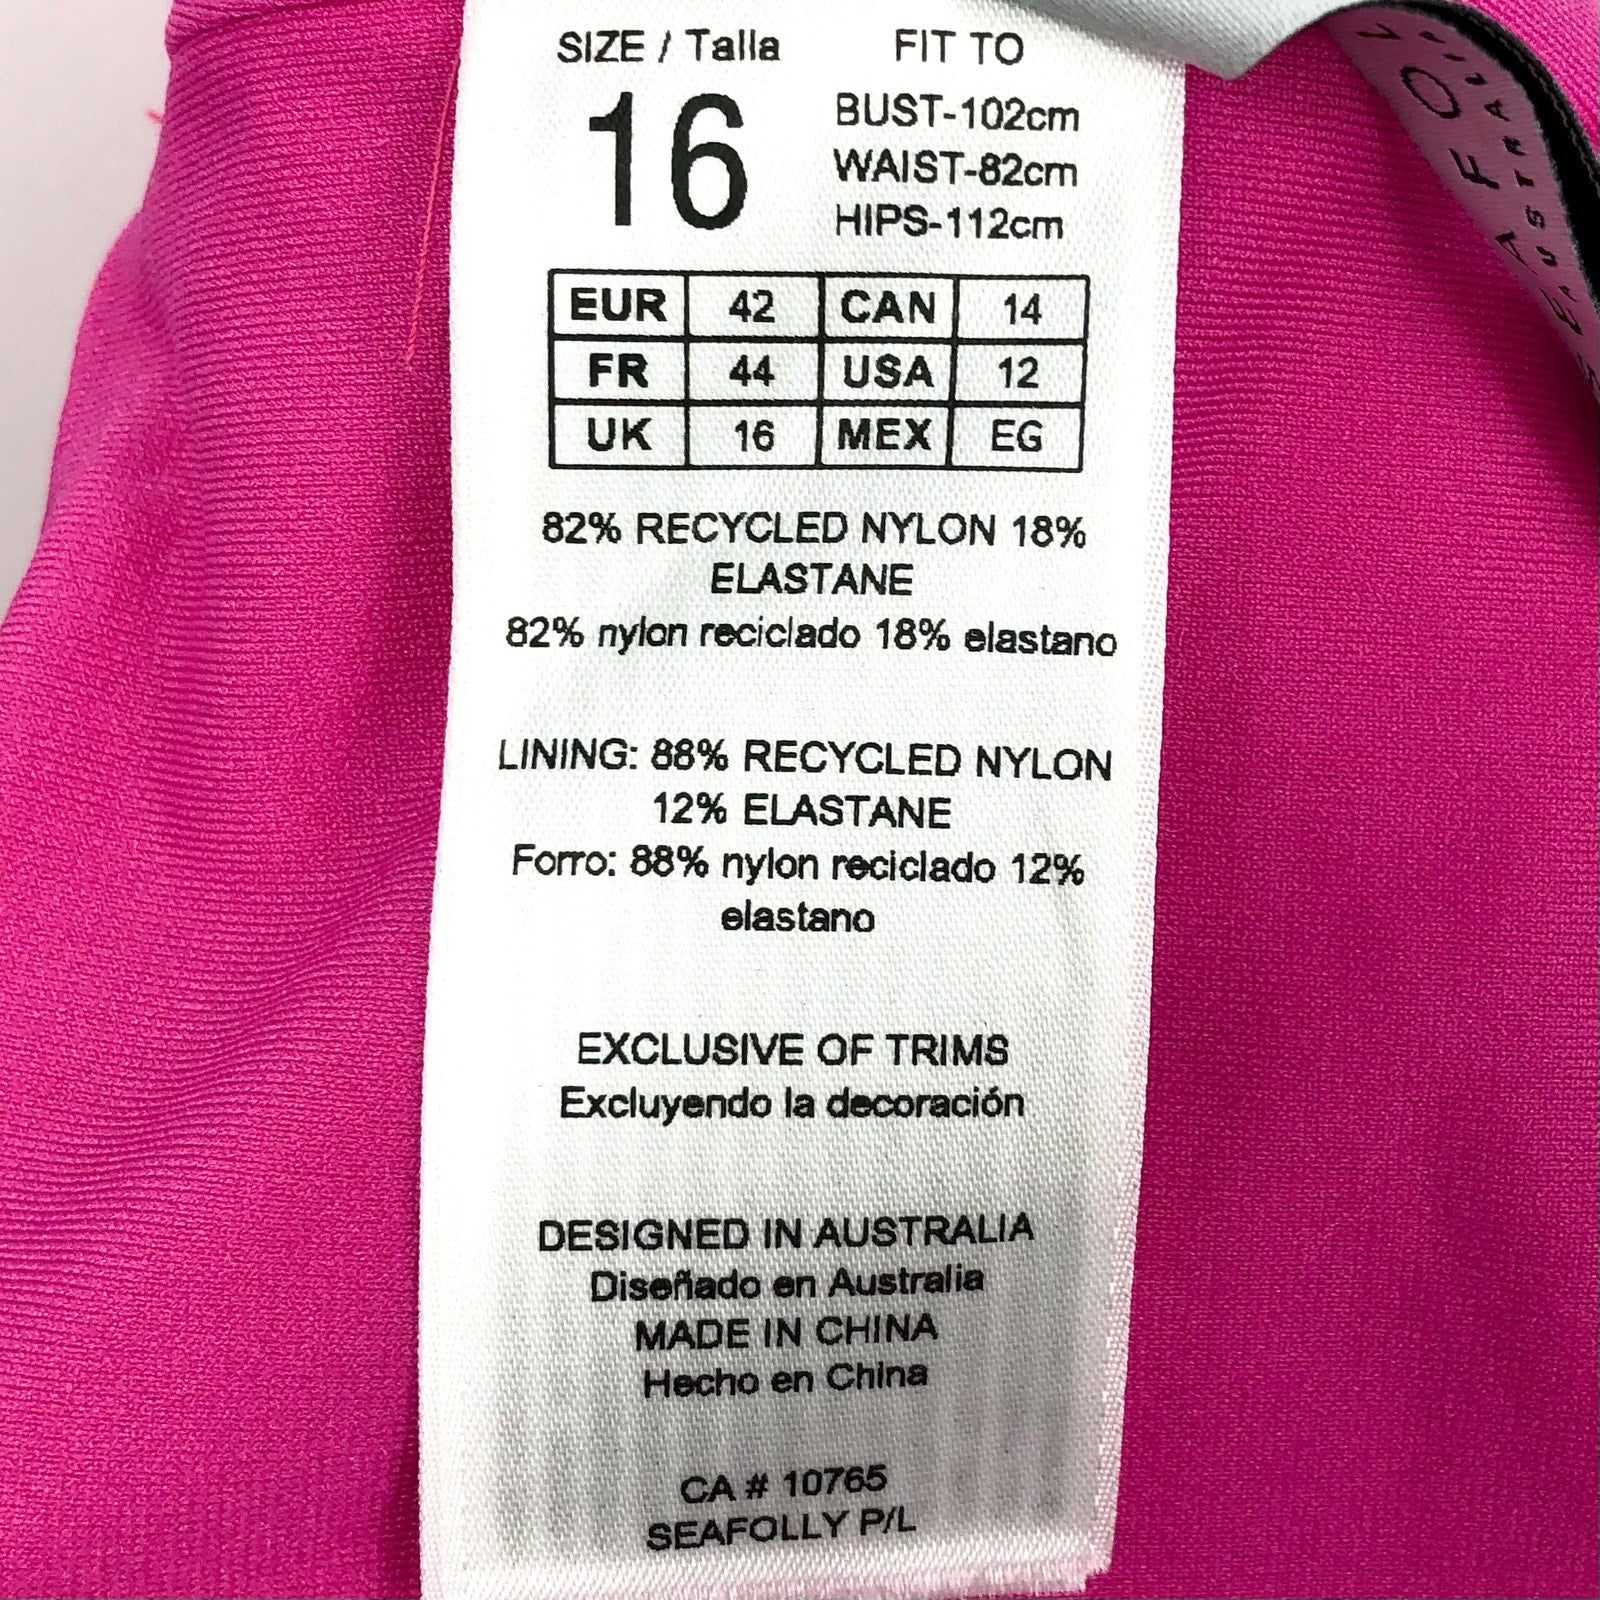 SIZE / Talla
16
FIT TO
BUST-102cm
WAIST-82cm
HIPS-112cm
EUR 42 CAN 14
FR 44 USA 12
UK 16 MEX EG
82% RECYCLED NYLON 18%
ELASTANE
82% nylon reciclado 18% elastano
LINING: 88% RECYCLED NYLON
12% ELASTANE
Forro: 88% nylon reciclado 12%
elastano
EXCLUSIVE OF TRIMS
Excluyendo la decoración
DESIGNED IN AUSTRALIA
Diseñado en Australia
MADE IN CHINA
Hecho en China
CA # 10765
SEAFOLLY P/L